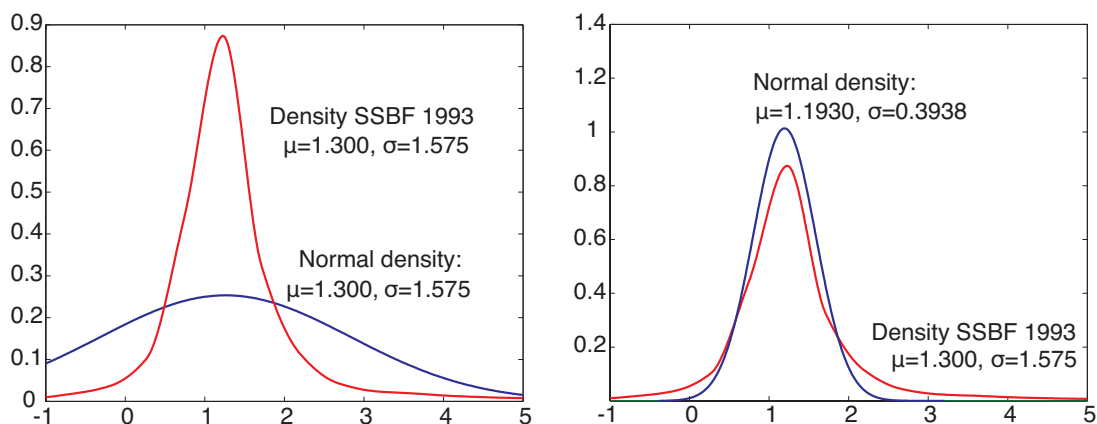 0.9
0.8
0.7
0.6
0.5
0.4
0.3
0.2
0.1
0
-1 0 1 2 3 4 5
Density SSBF 1993
μ=1.300, σ=1.575
Normal density:
μ=1.300, σ=1.575
1.4
1.2
1
0.8
0.6
0.4
0.2
-1 0 1 2 3 4 5
Normal density:
μ=1.1930, σ=0.3938
Density SSBF 1993
μ=1.300, σ=1.575